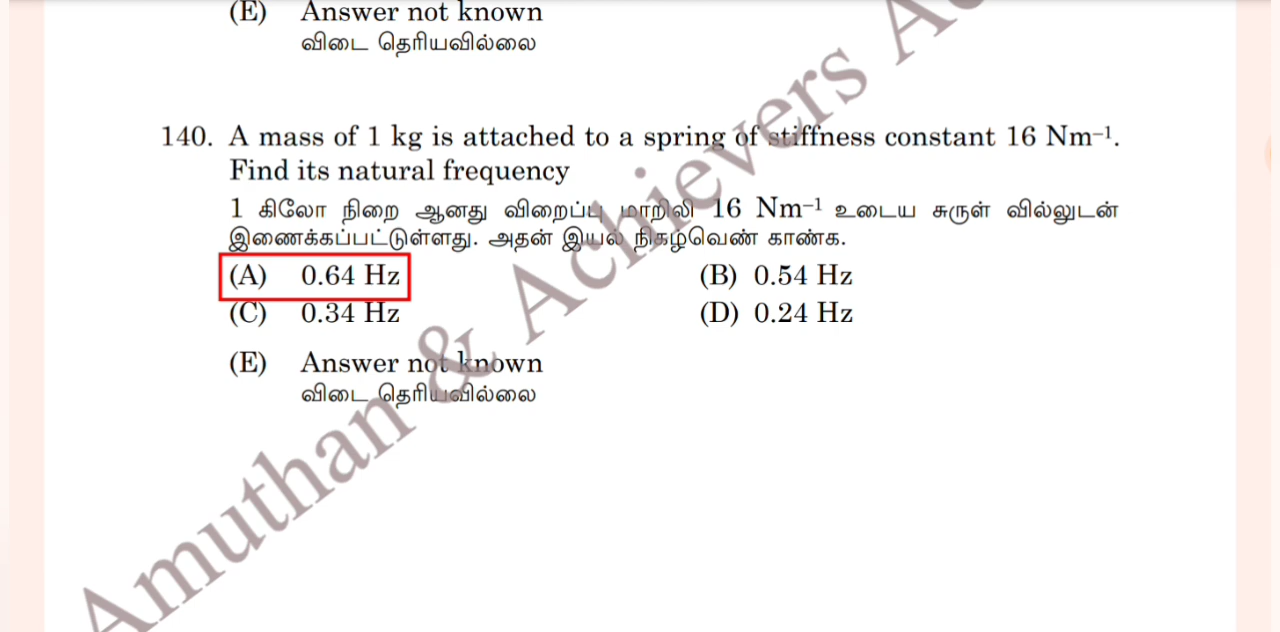 (E) Answer not known
விடை தெரியவில்லை
140. A mass of 1 kg is attached to a spring of stiffness constant 16 Nm⁻¹.
Find its natural frequency
1 கிலோ நிறை ஆனது விறைப்பு மாறிலி 16 Nm⁻¹ உடைய சுருள் வில்லுடன்
இணைக்கப்பட்டுள்ளது. அதன் இயல் நிகழ்வெண் காண்க.
(A) 0.64 Hz (B) 0.54 Hz
(C) 0.34 Hz (D) 0.24 Hz
(E) Answer not known
விடை தெரியவில்லை
Amuthan & Achievers